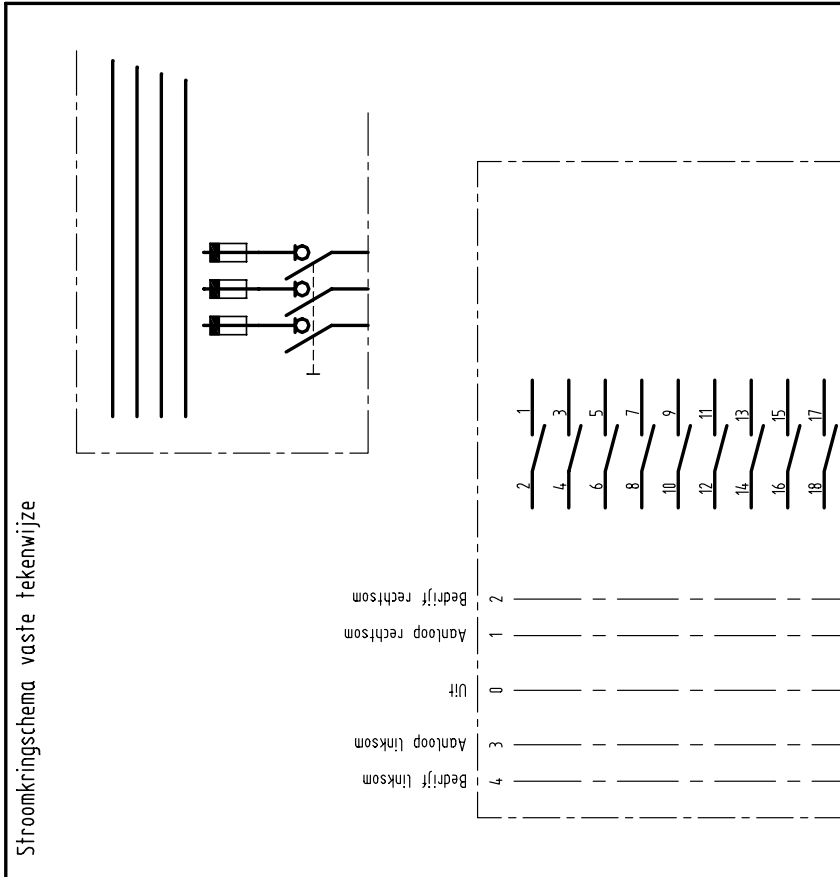 Stroomkringschema vaste tekenwijze
1 3 5 7 9 11 13 15 17
2 4 6 8 10 12 14 16 18
Bedrijf rechtsom 2
Aanloop rechtsom 1
Uit 0
Aanloop linksom 3
Bedrijf linksom 4